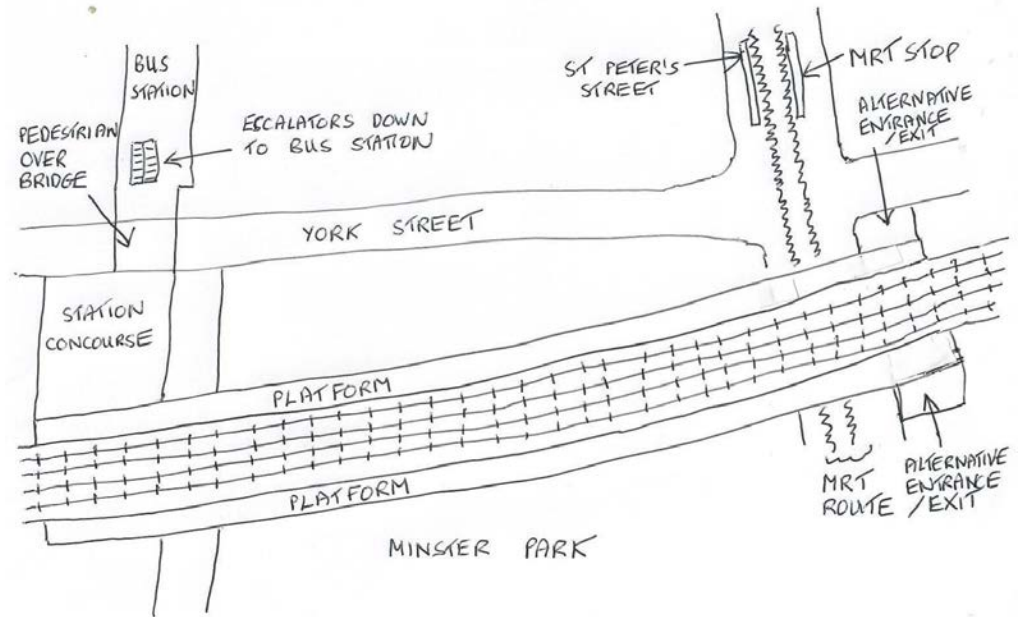 BUS
STATION
ST PETER'S
STREET
MRT STOP
ALTERNATIVE
ENTRANCE
/EXIT
PEDESTRIAN
OVER
BRIDGE
ESCALATORS DOWN
TO BUS STATION
YORK STREET
STATION
CONCOURSE
PLATFORM
PLATFORM
MRT
ROUTE
ALTERNATIVE
ENTRANCE
/EXIT
MINSTER PARK